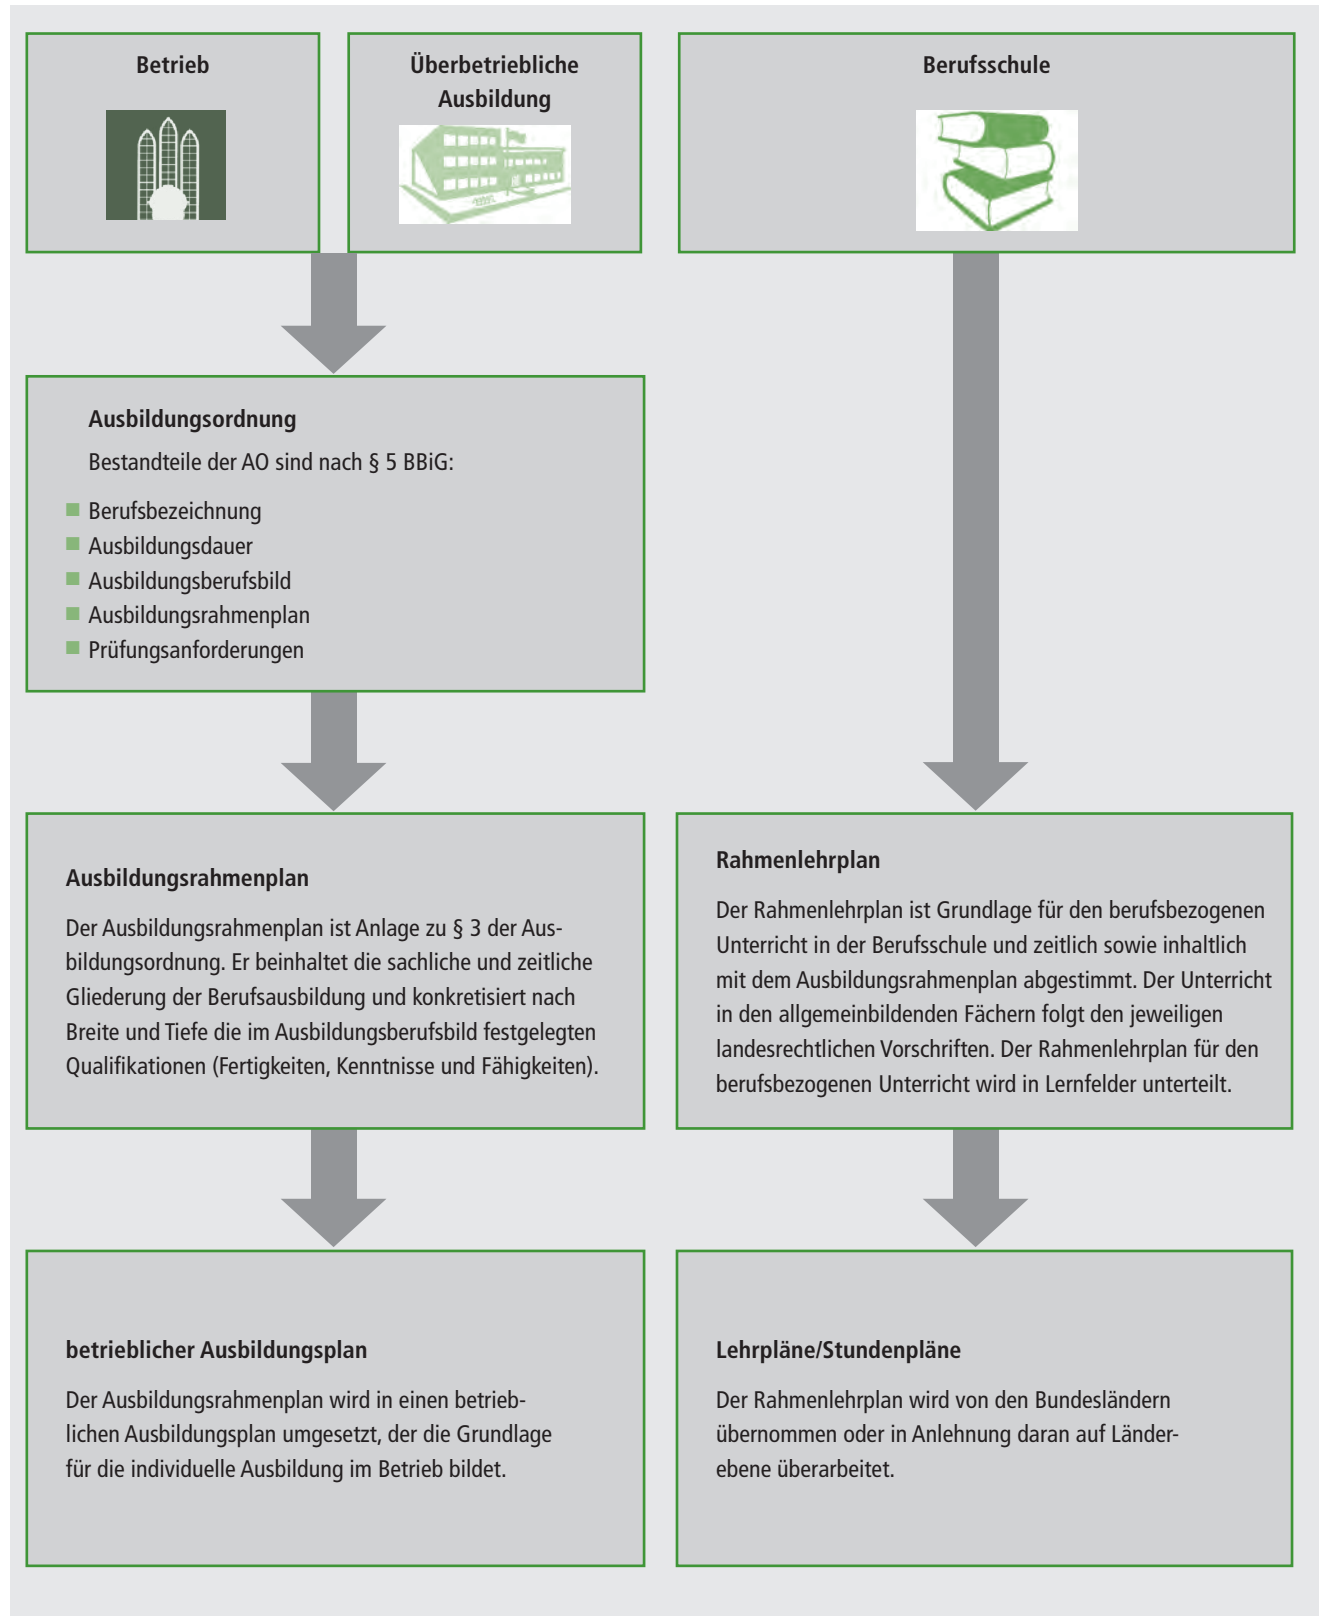 Betrieb
Überbetriebliche
Ausbildung
Berufsschule
Ausbildungsordnung
Bestandteile der AO sind nach § 5 BBiG:
Berufsbezeichnung
Ausbildungsdauer
Ausbildungsberufsbild
Ausbildungsrahmenplan
Prüfungsanforderungen
Ausbildungsrahmenplan
Der Ausbildungsrahmenplan ist Anlage zu § 3 der Aus-
bildungsordnung. Er beinhaltet die sachliche und zeitliche
Gliederung der Berufsausbildung und konkretisiert nach
Breite und Tiefe die im Ausbildungsberufsbild festgelegten
Qualifikationen (Fertigkeiten, Kenntnisse und Fähigkeiten).
Rahmenlehrplan
Der Rahmenlehrplan ist Grundlage für den berufsbezogenen
Unterricht in der Berufsschule und zeitlich sowie inhaltlich
mit dem Ausbildungsrahmenplan abgestimmt. Der Unterricht
in den allgemeinbildenden Fächern folgt den jeweiligen
landesrechtlichen Vorschriften. Der Rahmenlehrplan für den
berufsbezogenen Unterricht wird in Lernfelder unterteilt.
betrieblicher Ausbildungsplan
Der Ausbildungsrahmenplan wird in einen betrieb-
lichen Ausbildungsplan umgesetzt, der die Grundlage
für die individuelle Ausbildung im Betrieb bildet.
Lehrpläne/Stundenpläne
Der Rahmenlehrplan wird von den Bundesländern
übernommen oder in Anlehnung daran auf Länder-
ebene überarbeitet.